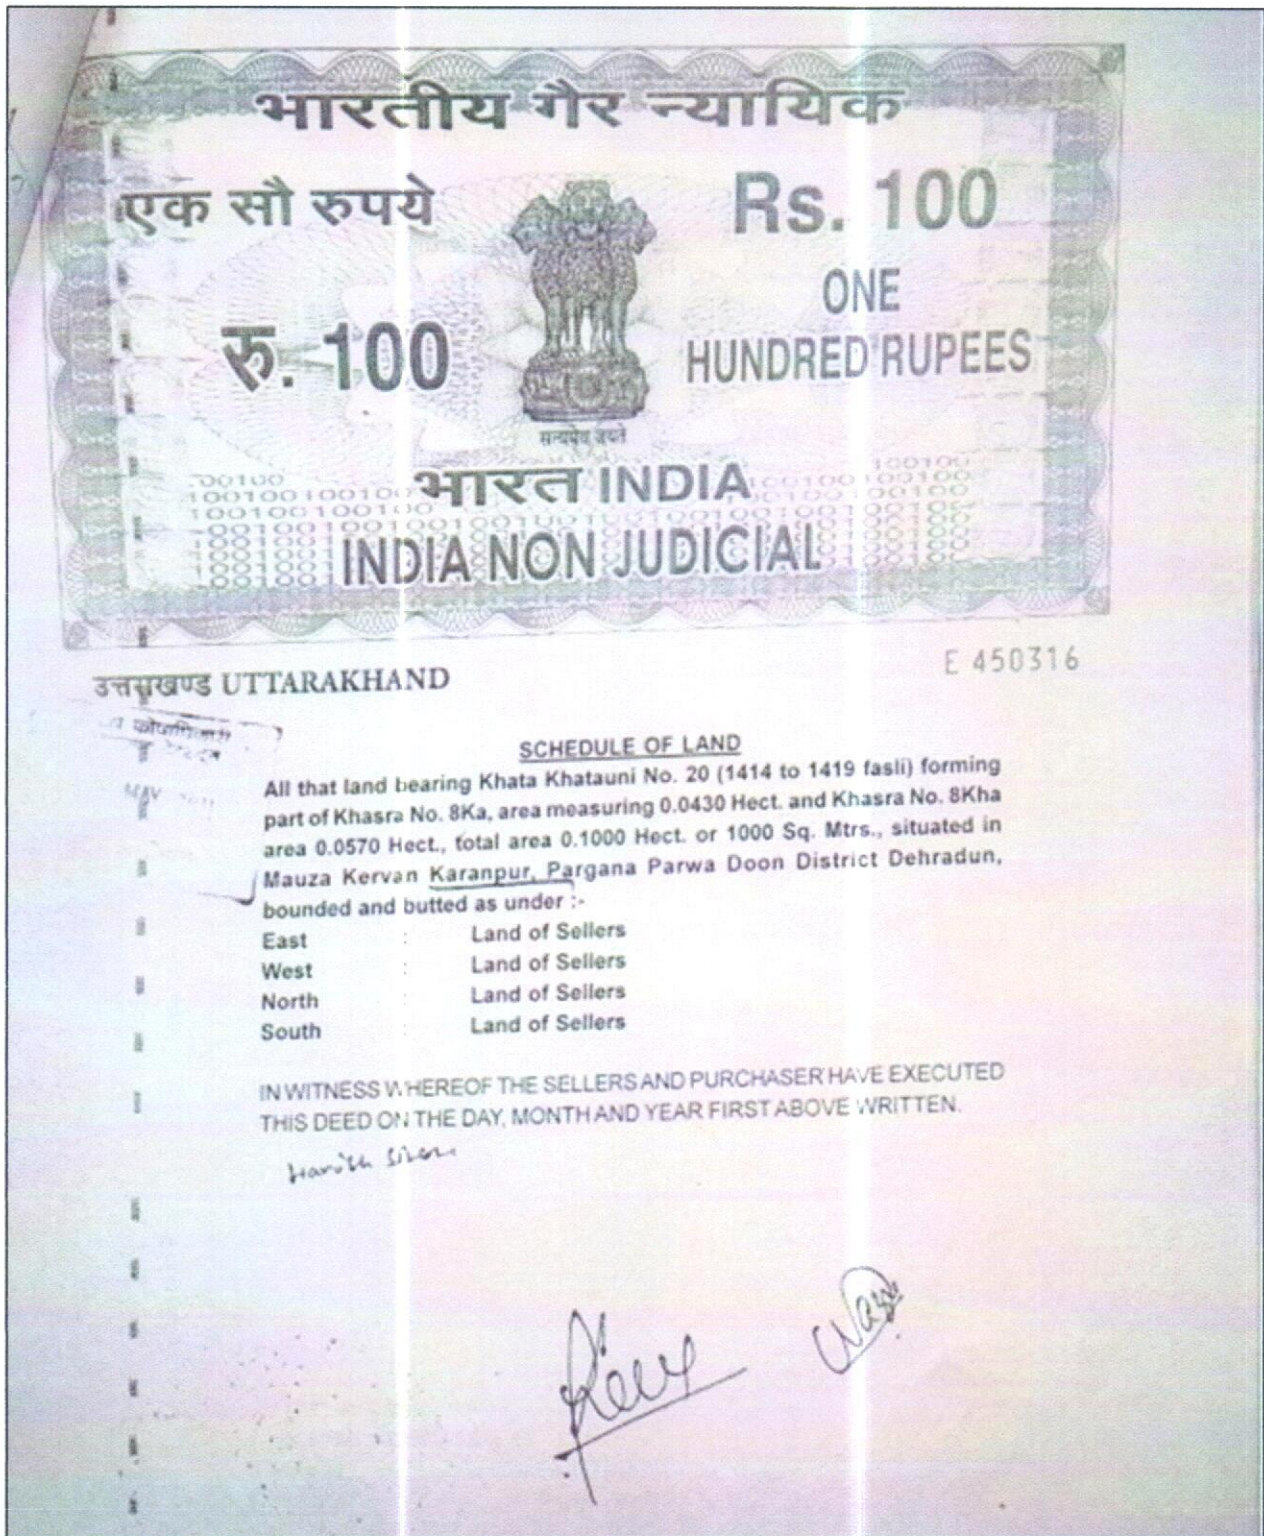 भारतीय गैर न्यायिक
एक सौ रुपये
Rs. 100
रु. 100
ONE
HUNDRED RUPEES
सत्यमेव जयते
भारत INDIA
INDIA NON JUDICIAL
उत्तराखण्ड UTTARAKHAND
E 450316
SCHEDULE OF LAND
All that land bearing Khata Khatauni No. 20 (1414 to 1419 fasli) forming
part of Khasra No. 8Ka, area measuring 0.0430 Hect. and Khasra No. 8Kha
area 0.0570 Hect., total area 0.1000 Hect. or 1000 Sq. Mtrs., situated in
Mauza Kervan Karanpur, Pargana Parwa Doon District Dehradun,
bounded and butted as under :-
East : Land of Sellers
West : Land of Sellers
North : Land of Sellers
South : Land of Sellers
IN WITNESS WHEREOF THE SELLERS AND PURCHASER HAVE EXECUTED
THIS DEED ON THE DAY, MONTH AND YEAR FIRST ABOVE WRITTEN.